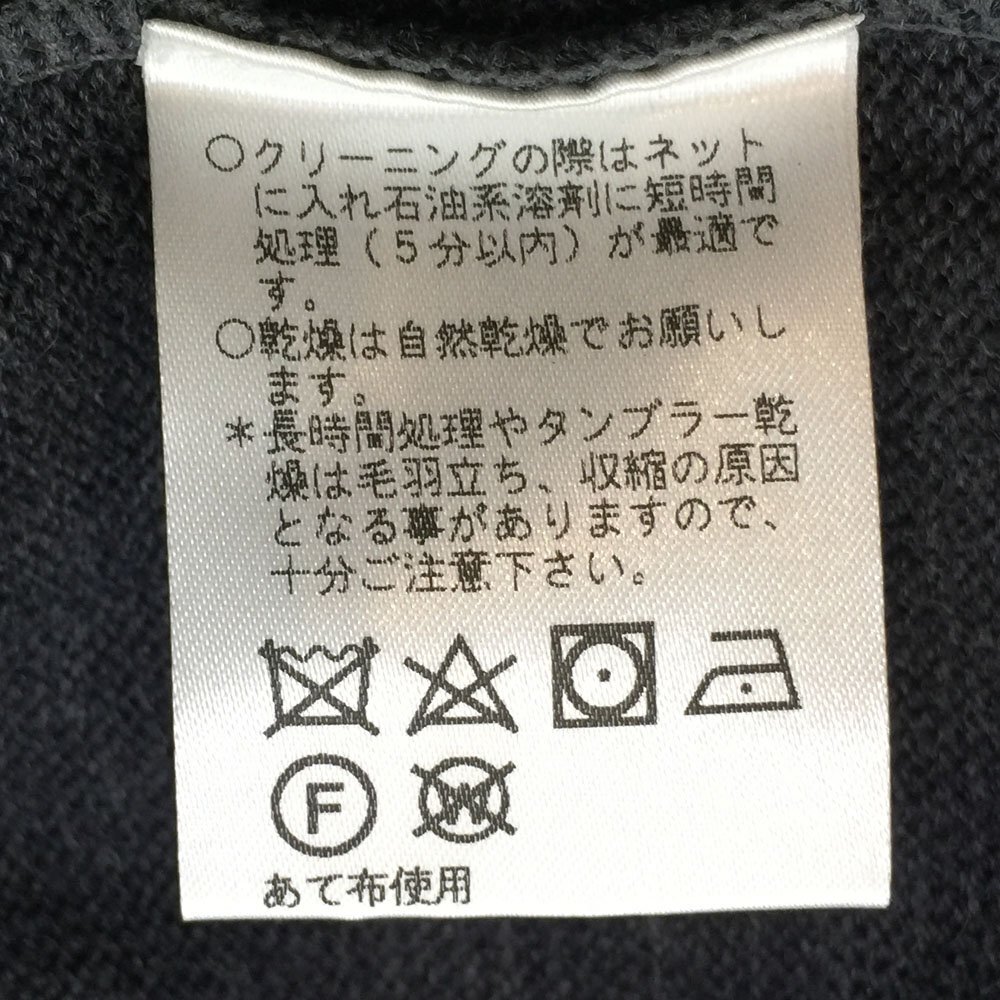 ○クリーニングの際はネット
に入れ石油系溶剤に短時間
処理(5分以内)が最適で
す。
○乾燥は自然乾燥でお願いし
ます。
*長時間処理やタンブラー乾
燥は毛羽立ち、収縮の原因
となる事がありますので、
十分ご注意下さい。
F W
あて布使用